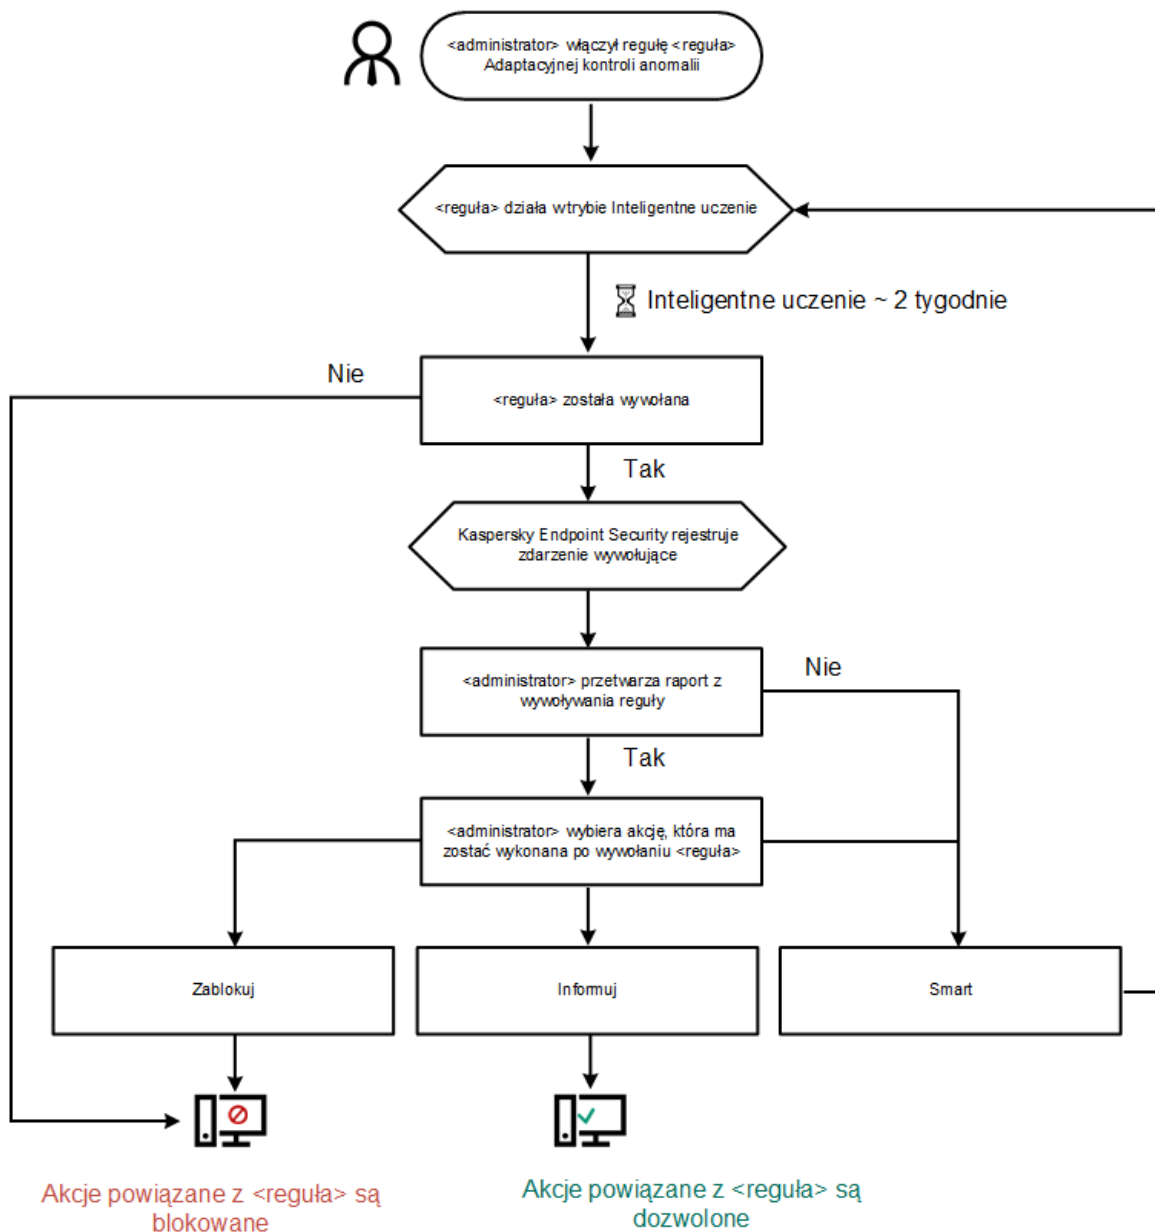 <administrator> włączył regułę <reguła>
Adaptacyjnej kontroli anomalii
<reguła> działa wtrybie Inteligentne uczenie
Inteligentne uczenie ~ 2 tygodnie
Nie
<reguła> została wywołana
Tak
Kaspersky Endpoint Security rejestruje
zdarzenie wywołujące
<administrator> przetwarza raport z
wywoływania reguły
Nie
Tak
<administrator> wybiera akcję, która ma
zostać wykonana po wywołaniu <reguła>
Zablokuj
Informuj
Smart
Akcje powiązane z <reguła> są
blokowane
Akcje powiązane z <reguła> są
dozwolone